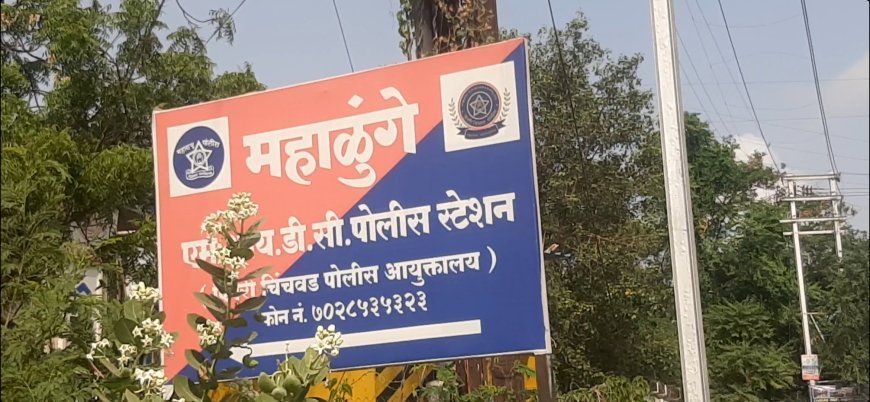 महाळुंगे
डी.सी.पोलीस स्टेशन
चिंचवड पोलीस आयुक्तालय )
फोन नं. ७०२८५३५३२३